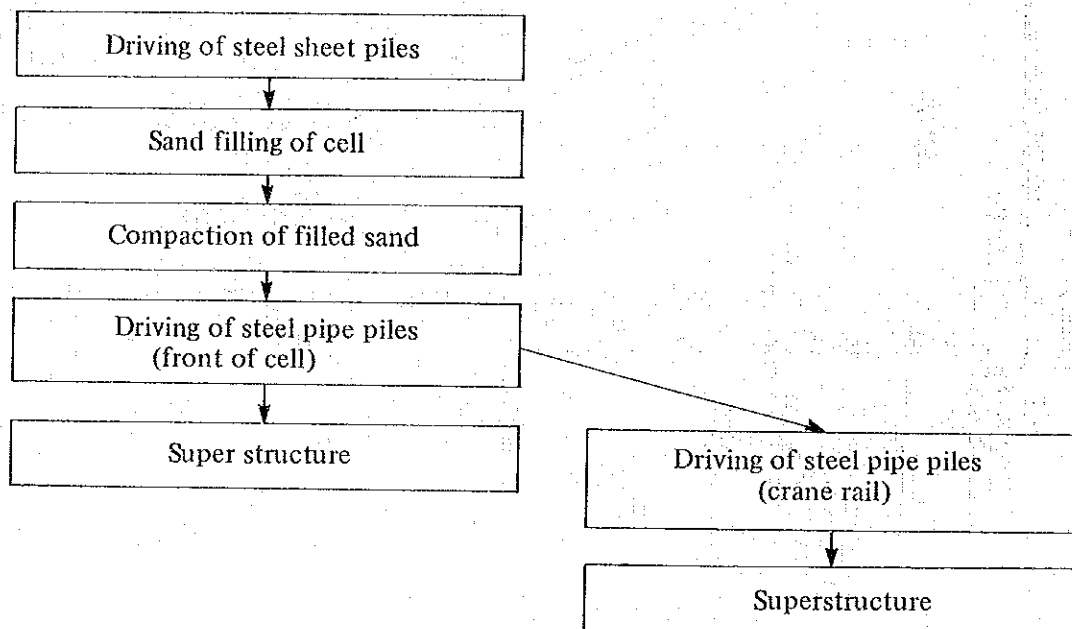 Driving of steel sheet piles
Sand filling of cell
Compaction of filled sand
Driving of steel pipe piles
(front of cell)
Super structure
Driving of steel pipe piles
(crane rail)
Superstructure